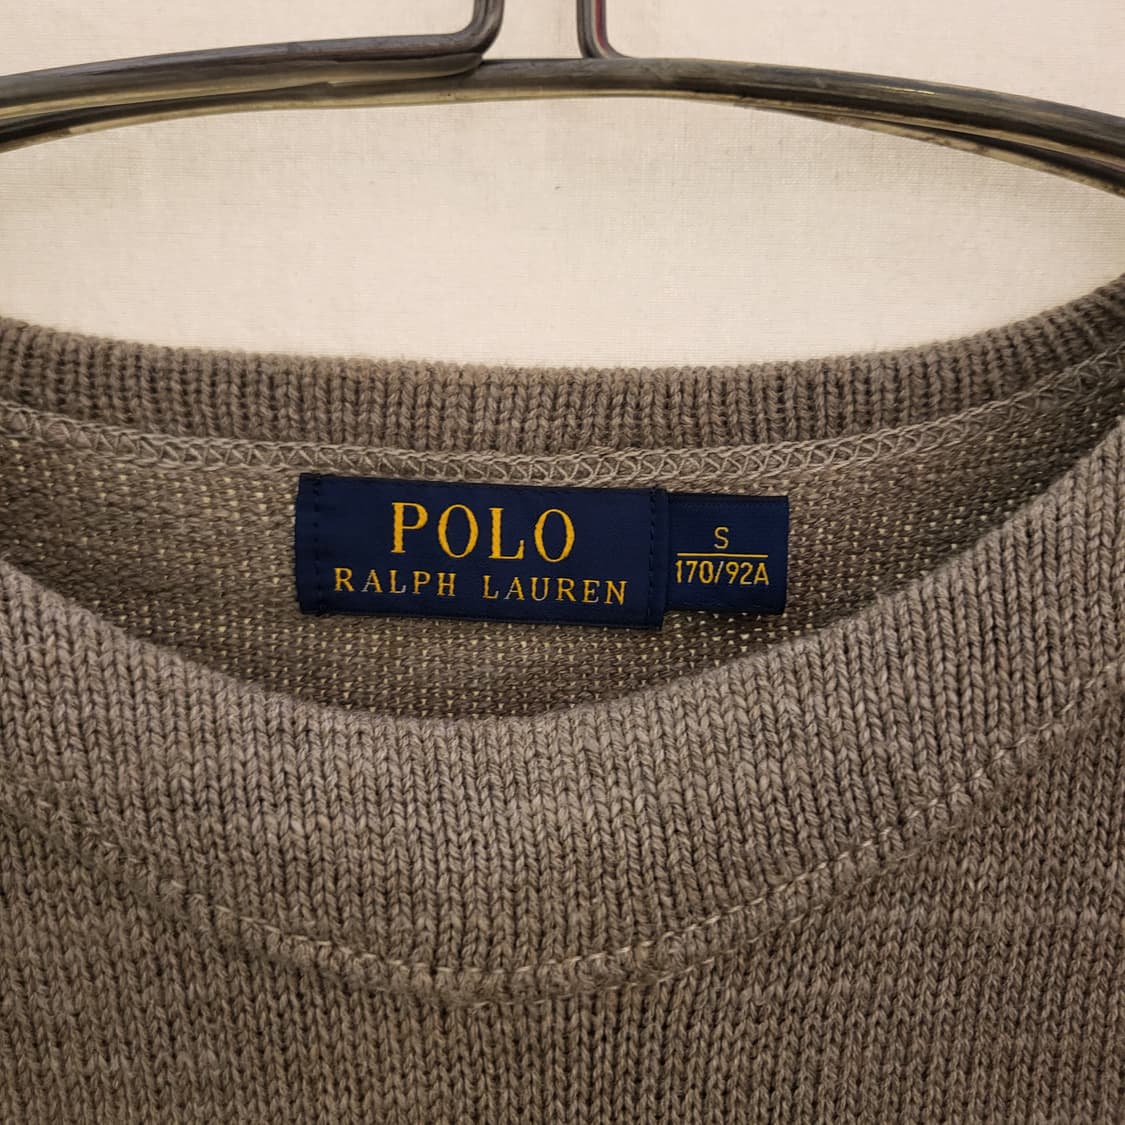 POLO
RALPH LAUREN
S
170/92A